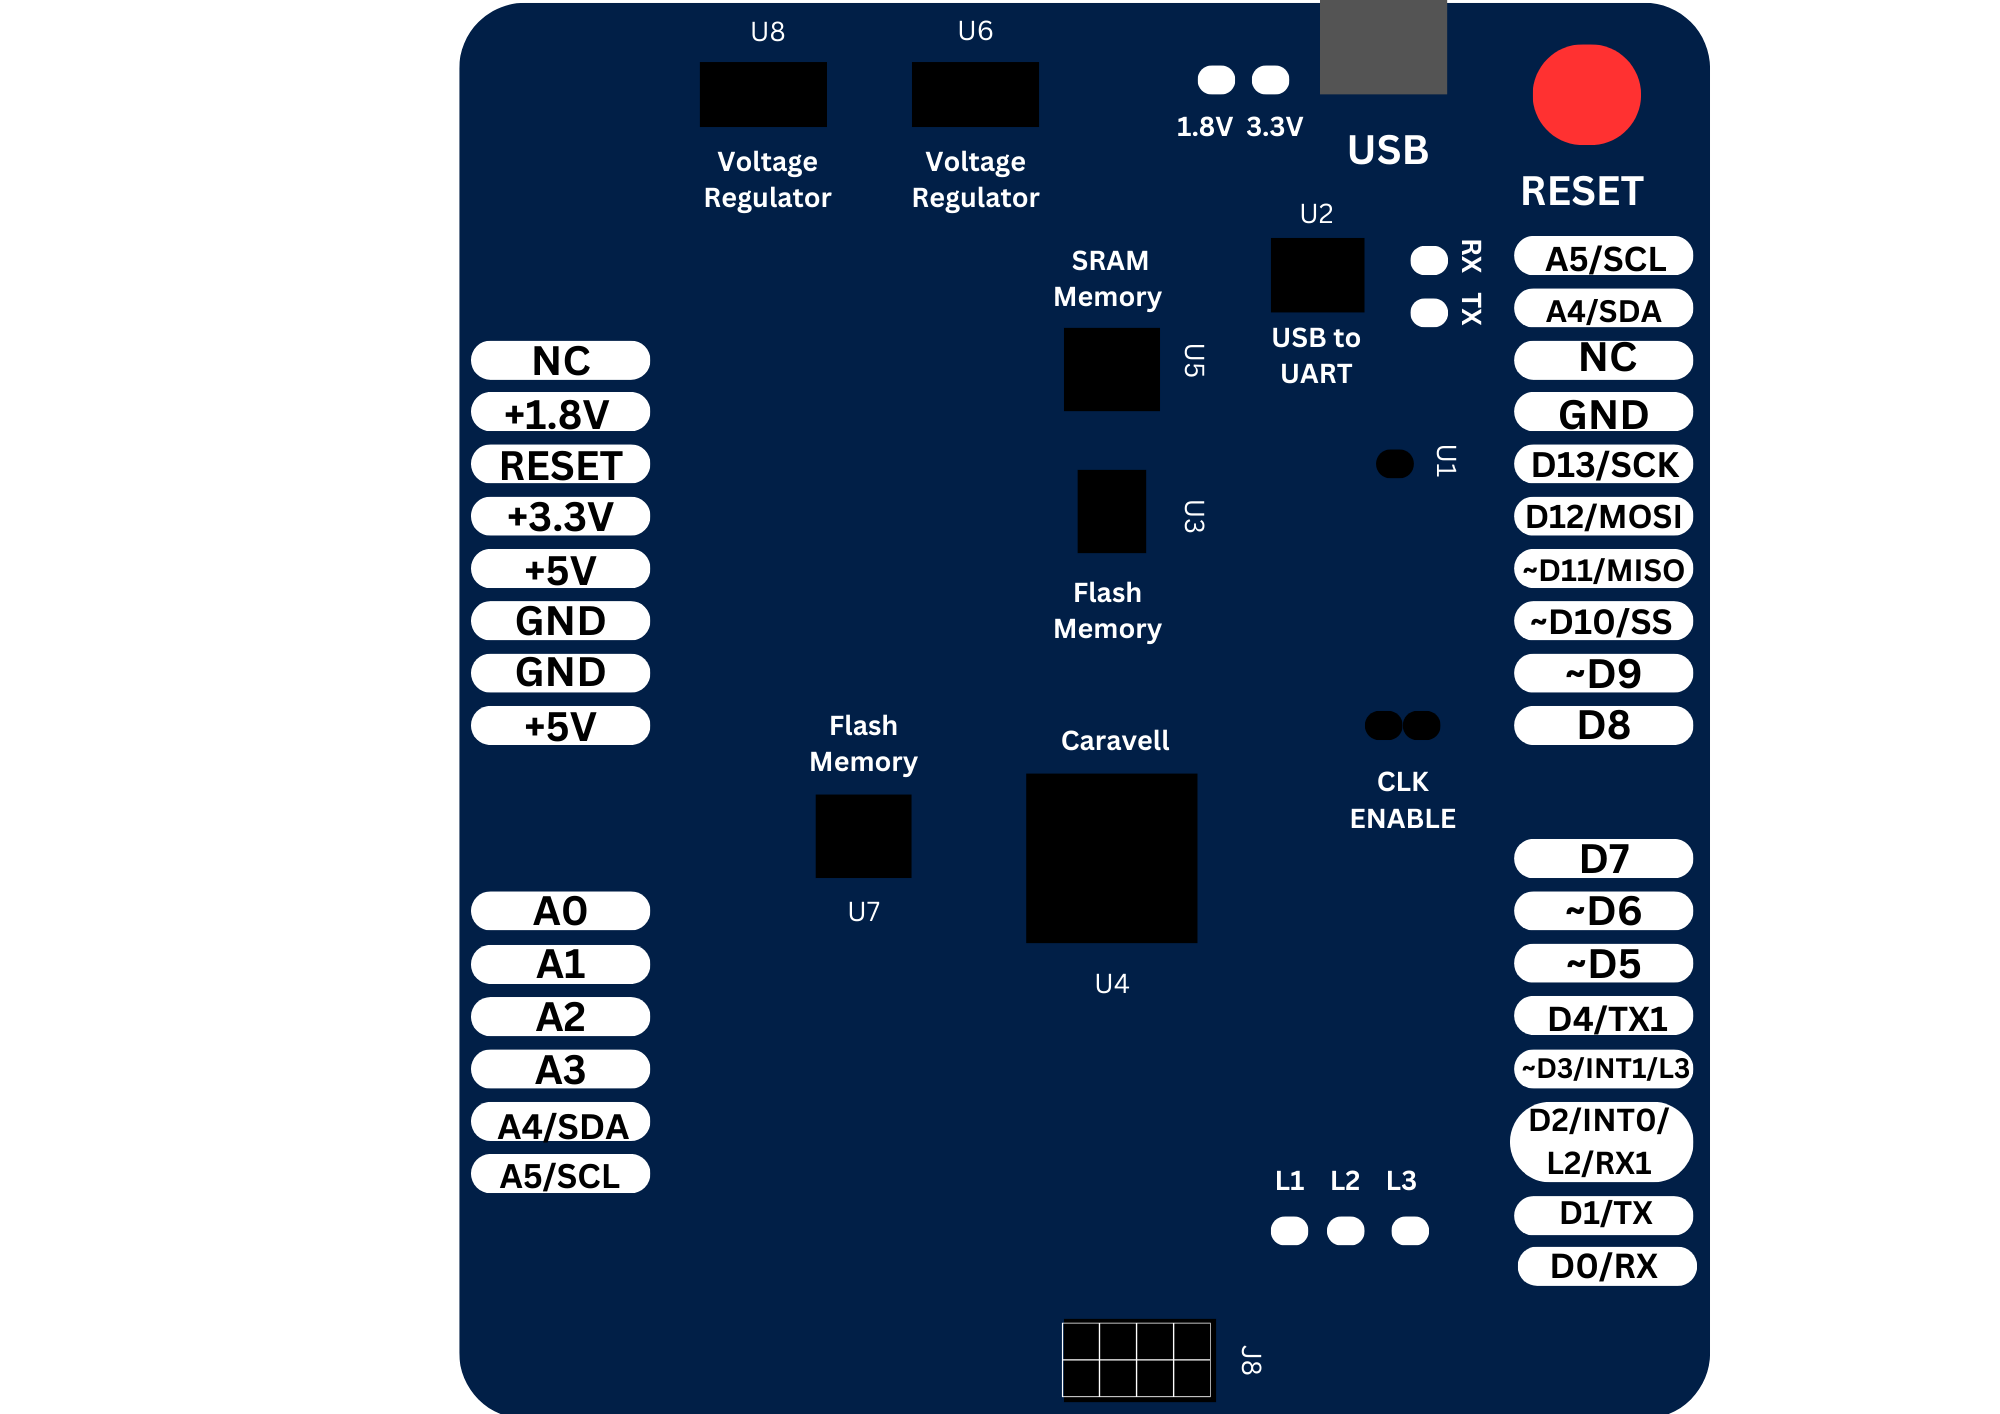 U8
U6
Voltage
Regulator
Voltage
Regulator
1.8V 3.3V
USB
RESET
U2
RX
TX
USB to
UART
SRAM
Memory
U5
U3
Flash
Memory
U1
NC
+1.8V
RESET
+3.3V
+5V
GND
GND
+5V
A0
A1
A2
A3
A4/SDA
A5/SCL
Flash
Memory
U7
Caravell
U4
CLK
ENABLE
A5/SCL
A4/SDA
NC
GND
D13/SCK
D12/MOSI
~D11/MISO
~D10/SS
~D9
D8
D7
~D6
~D5
D4/TX1
~D3/INT1/L3
D2/INT0/
L2/RX1
D1/TX
D0/RX
L1 L2 L3
J8